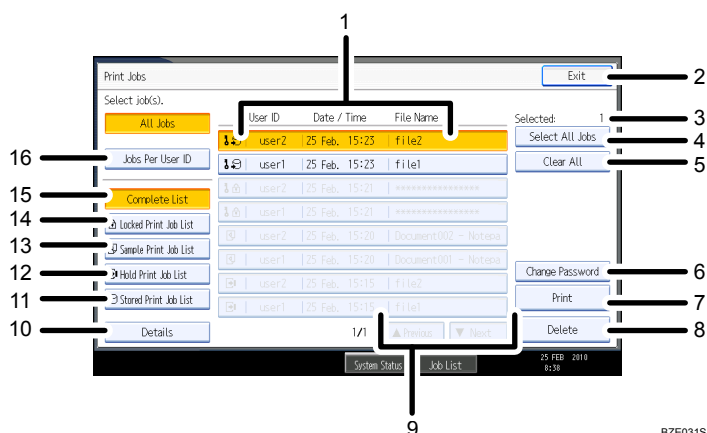 1
Print Jobs
Exit
2
Select job(s).
All Jobs
User ID Date / Time File Name
Selected: 1
3
user2 25 Feb. 15:23 file2
Select All Jobs
4
16
Jobs Per User ID
user1 25 Feb. 15:23 file1
Clear All
5
user2 25 Feb. 15:21 ****************
15
Complete List
user1 25 Feb. 15:21 ****************
14
Locked Print Job List
user2 25 Feb. 15:20 Document002 - Notepa
13
Sample Print Job List
user1 25 Feb. 15:20 Document001 - Notepa
12
Hold Print Job List
user2 25 Feb. 15:15 file2
Change Password
6
11
Stored Print Job List
user1 25 Feb. 15:15 file1
Print
7
10
Details
1/1
▲ Previous
▼ Next
Delete
8
System Status
Job List
25 FEB 2010
8:38
9
BZE031S